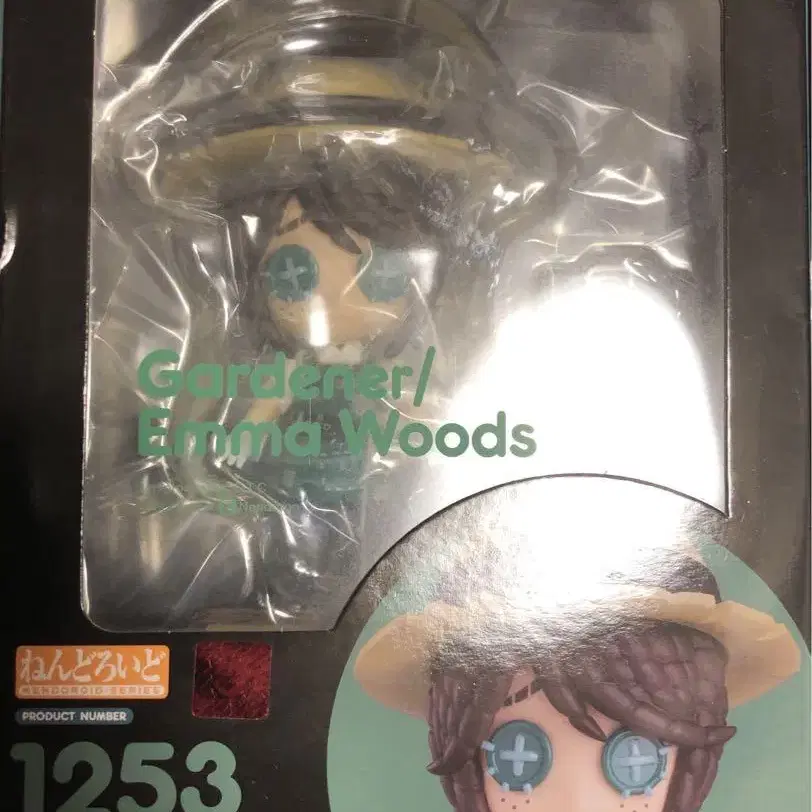 Gardener/
Emma Woods
ねんどろいど
NENDOROID SERIES
PRODUCT NUMBER
1253